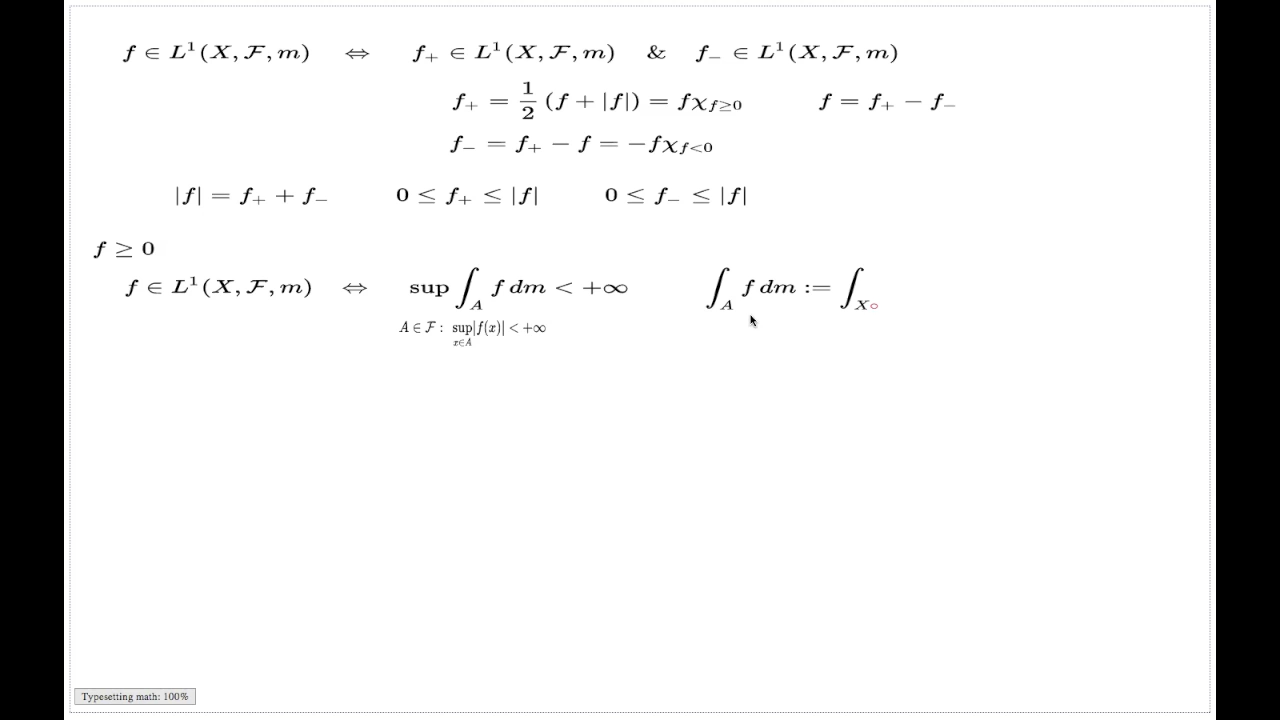 f ∈ L¹(X, ℱ, m) ⇔ f₊ ∈ L¹(X, ℱ, m) & f₋ ∈ L¹(X, ℱ, m)
f₊ = 1/2 (f + |f|) = fχ_{f≥0} f = f₊ − f₋
f₋ = f₊ − f = −fχ_{f<0}
|f| = f₊ + f₋ 0 ≤ f₊ ≤ |f| 0 ≤ f₋ ≤ |f|
f ≥ 0
f ∈ L¹(X, ℱ, m) ⇔ sup ∫_A f dm < +∞ ∫_A f dm := ∫_{X○}
A ∈ ℱ : sup_{x∈A} |f(x)| < +∞
Typesetting math: 100%